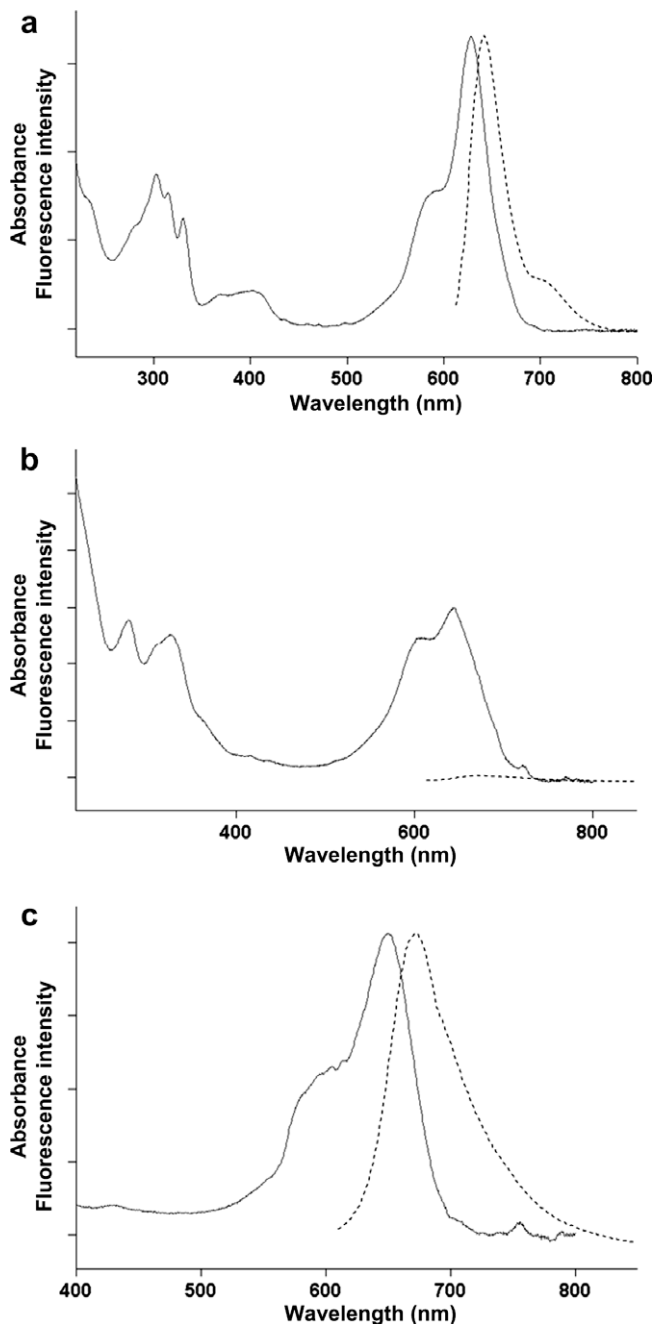 a
Absorbance
Fluorescence intensity
300 400 500 600 700 800
Wavelength (nm)
b
Absorbance
Fluorescence intensity
400 600 800
Wavelength (nm)
c
Absorbance
Fluorescence intensity
400 500 600 700 800
Wavelength (nm)